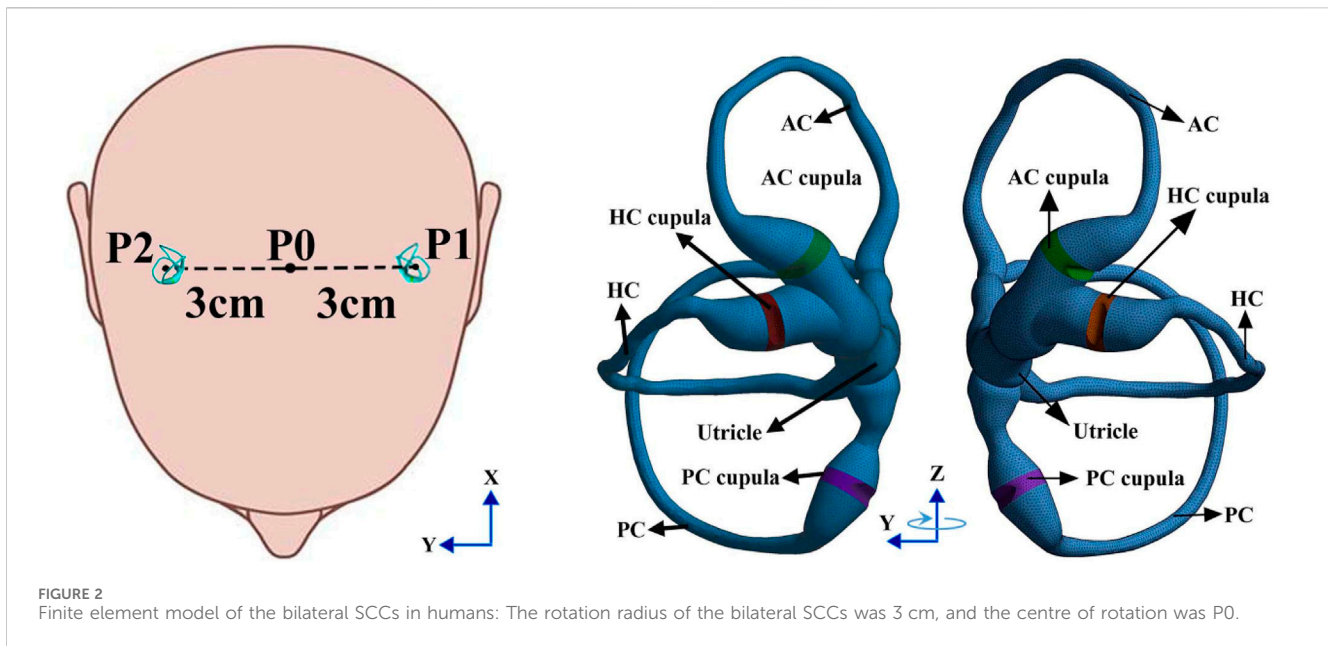 P2
P0
P1
3cm
3cm
X
Y
AC
AC cupula
HC cupula
HC
Utricle
PC cupula
PC
Z
Y
AC
AC cupula
HC cupula
HC
Utricle
PC cupula
PC
FIGURE 2
Finite element model of the bilateral SCCs in humans: The rotation radius of the bilateral SCCs was 3 cm, and the centre of rotation was P0.